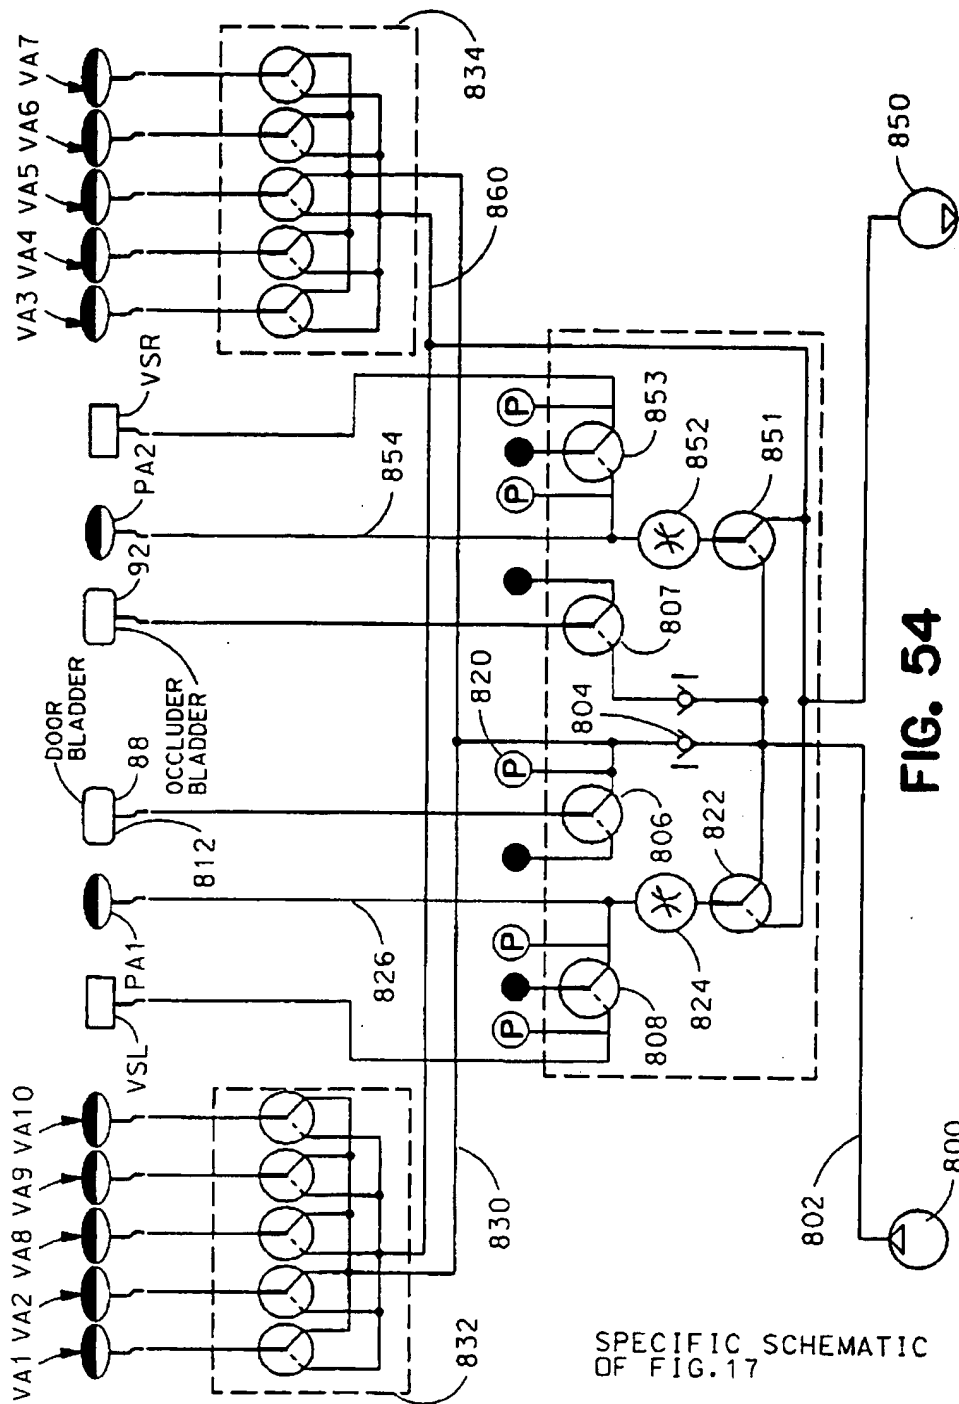 VA1 VA2 VA8 VA9 VA10
VSL
PA1
812
88
DOOR
BLADDER
OCCLUDER
BLADDER
92
PA2
VSR
VA3 VA4 VA5 VA6 VA7
832
834
826
854
860
830
P
P
820
P
P
P
808
806
807
853
804
852
824
822
851
802
800
850
SPECIFIC SCHEMATIC
OF FIG.17
FIG. 54